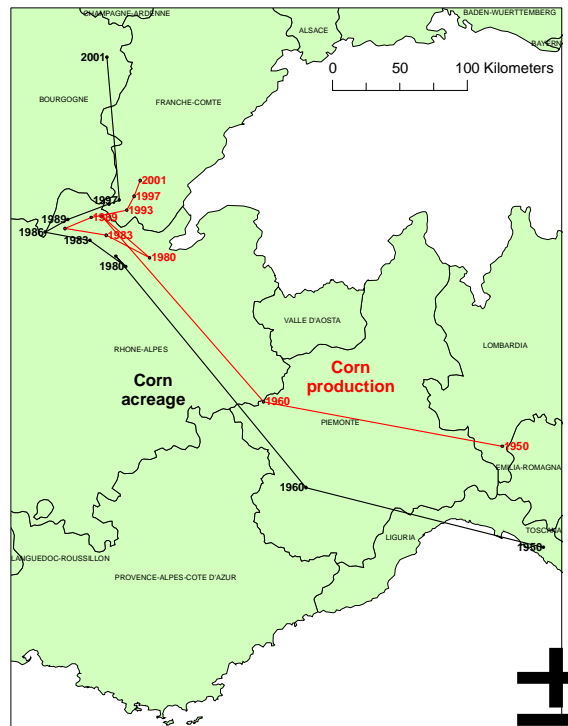 CHAMPAGNE-ARDENNE
BADEN-WUERTTEMBERG
ALSACE
BAYERN
2001
0 50 100 Kilometers
BOURGOGNE
FRANCHE-COMTE
2001
1997
1997
1993
1989
1989
1986
1983
1983
1980
1980
VALLE D'AOSTA
RHONE-ALPES
LOMBARDIA
Corn
acreage
Corn
production
1960
PIEMONTE
1950
EMILIA-ROMAGNA
1960
TOSCANA
LIGURIA
1950
LANGUEDOC-ROUSSILLON
PROVENCE-ALPES-COTE D'AZUR